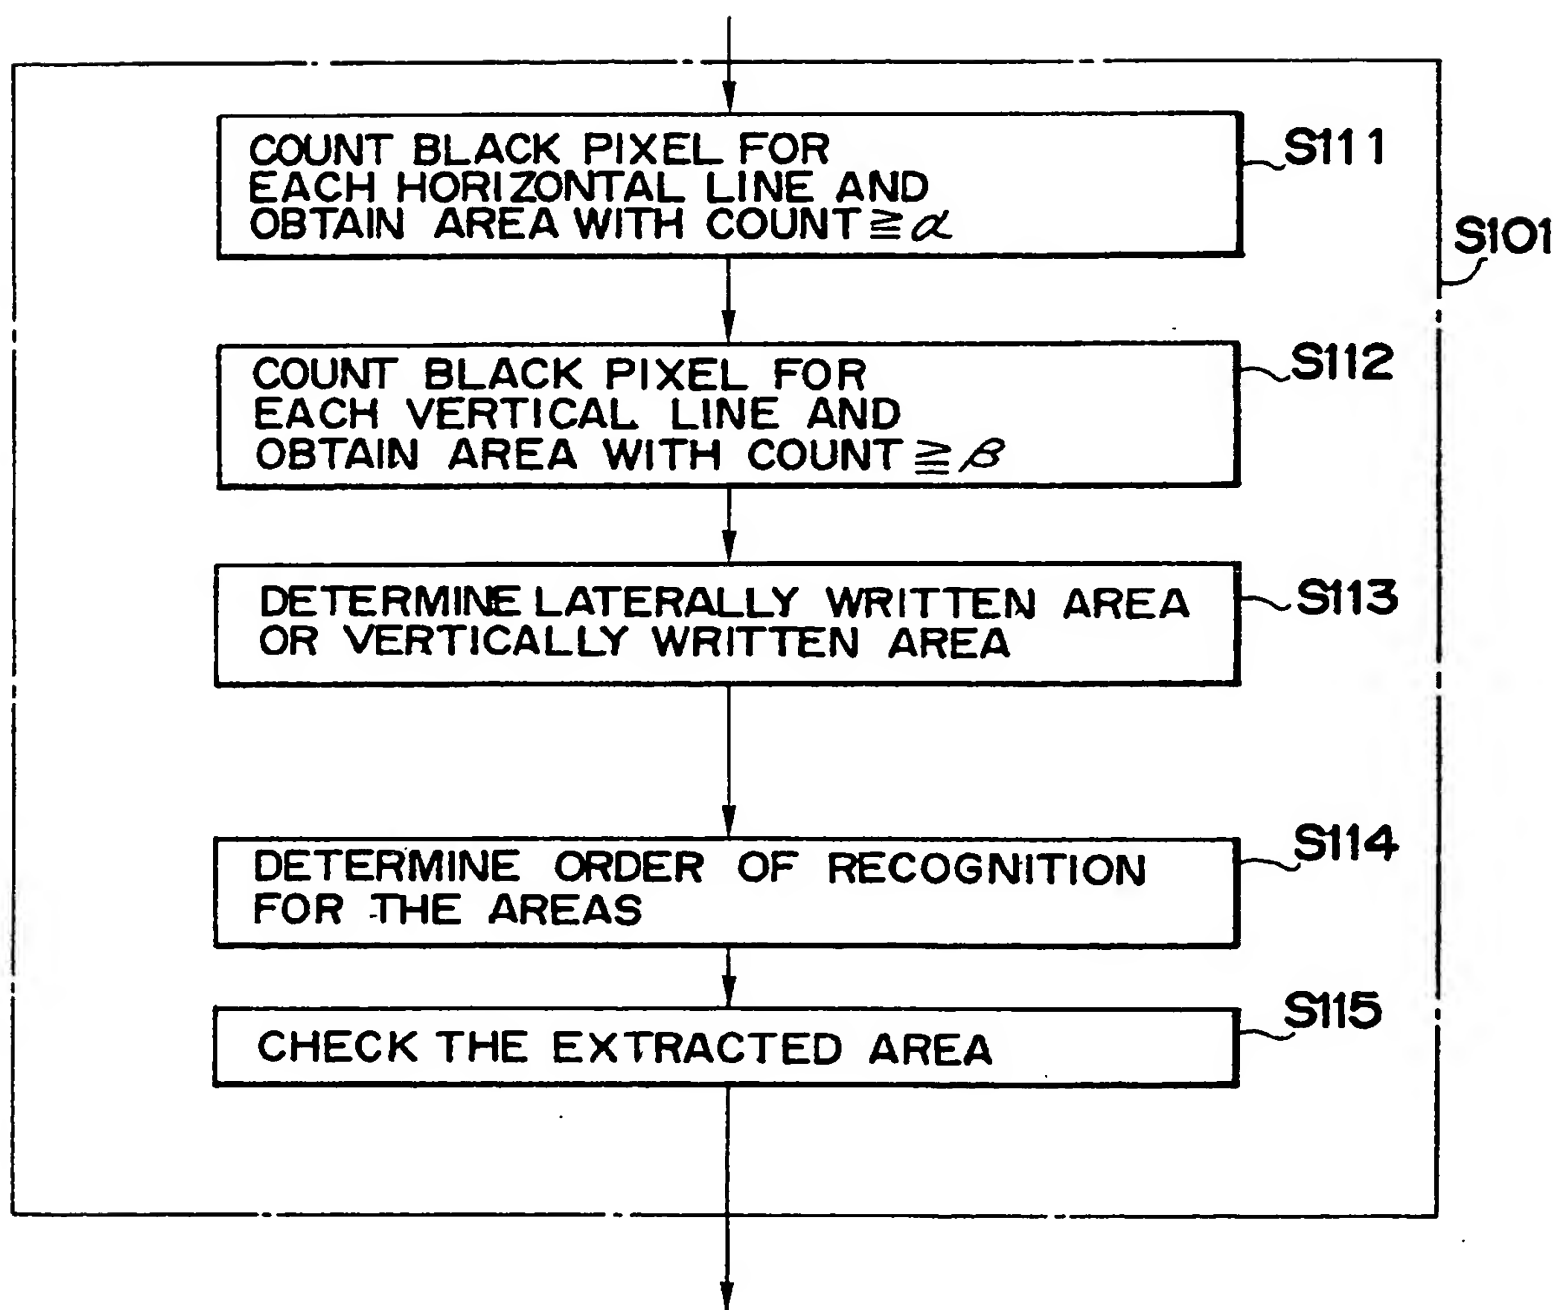 COUNT BLACK PIXEL FOR
EACH HORIZONTAL LINE AND
OBTAIN AREA WITH COUNT ≧ α
S111
S101
COUNT BLACK PIXEL FOR
EACH VERTICAL LINE AND
OBTAIN AREA WITH COUNT ≧ β
S112
DETERMINE LATERALLY WRITTEN AREA
OR VERTICALLY WRITTEN AREA
S113
DETERMINE ORDER OF RECOGNITION
FOR THE AREAS
S114
CHECK THE EXTRACTED AREA
S115